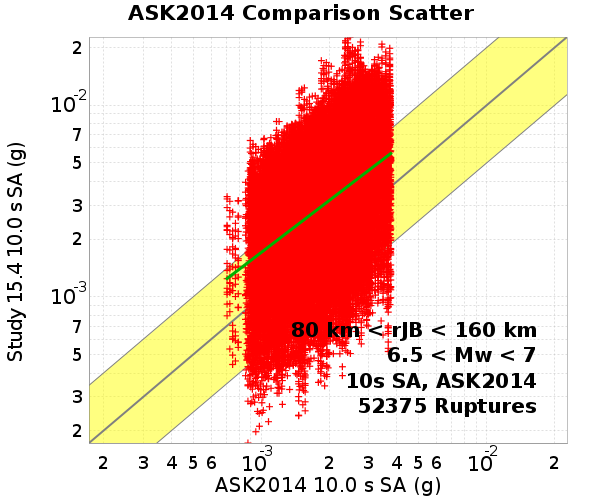 ASK2014 Comparison Scatter
Study 15.4 10.0 s SA (g)
2
10-2
7
5
3
2
10-3
7
5
3
2
80 km < rJB < 160 km
6.5 < Mw < 7
10s SA, ASK2014
52375 Ruptures
2 3 4 5 6 10-3 2 3 4 5 6 10-2 2
ASK2014 10.0 s SA (g)